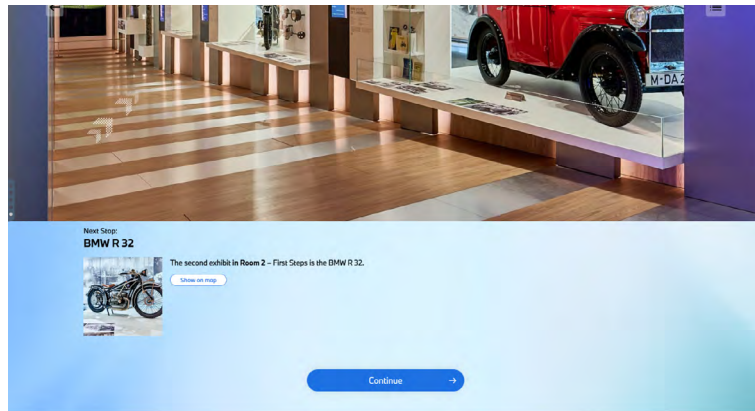 M-DA 2
Next Stop:
BMW R 32
The second exhibit in Room 2 – First Steps is the BMW R 32.
Show on map
Continue